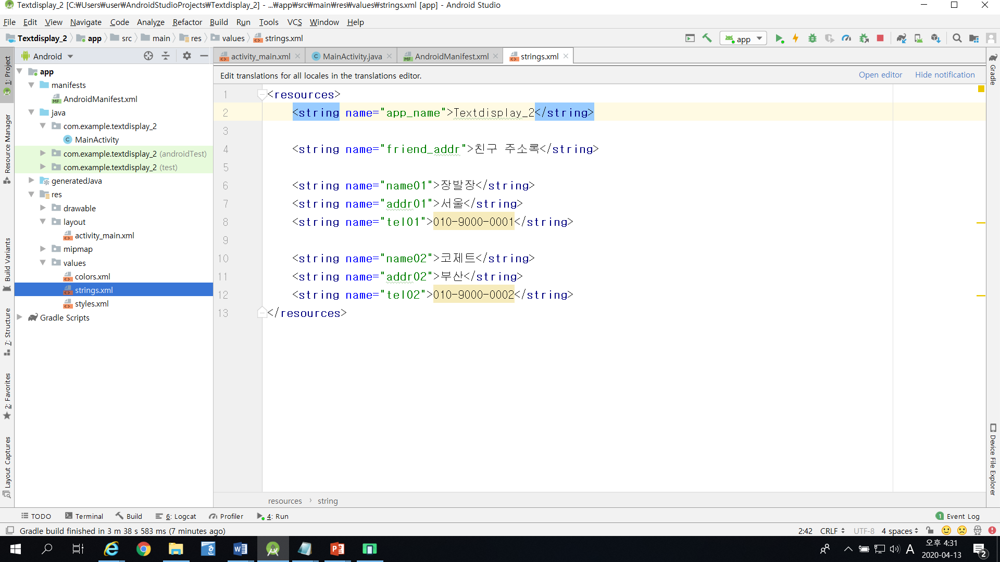 Textdisplay_2 [C:₩Users₩user₩AndroidStudioProjects₩Textdisplay_2] - ...₩app₩src₩main₩res₩values₩strings.xml [app] - Android Studio
File Edit View Navigate Code Analyze Refactor Build Run Tools VCS Window Help
Textdisplay_2 app src main res values strings.xml
app
Android
activity_main.xml MainActivity.java AndroidManifest.xml strings.xml
Edit translations for all locales in the translations editor. Open editor Hide notification
app
manifests
AndroidManifest.xml
java
com.example.textdisplay_2
MainActivity
com.example.textdisplay_2 (androidTest)
com.example.textdisplay_2 (test)
generatedJava
res
drawable
layout
activity_main.xml
mipmap
values
colors.xml
strings.xml
styles.xml
Gradle Scripts
1: Project
Resource Manager
Build Variants
7: Structure
2: Favorites
Layout Captures
1 <resources>
2 <string name="app_name">Textdisplay_2</string>
3
4 <string name="friend_addr">친구 주소록</string>
5
6 <string name="name01">장발장</string>
7 <string name="addr01">서울</string>
8 <string name="tel01">010-9000-0001</string>
9
10 <string name="name02">코제트</string>
11 <string name="addr02">부산</string>
12 <string name="tel02">010-9000-0002</string>
13 </resources>
Gradle
Device File Explorer
resources › string
TODO Terminal Build 6: Logcat Profiler 4: Run 1 Event Log
Gradle build finished in 3 m 38 s 583 ms (7 minutes ago) 2:42 CRLF UTF-8 4 spaces
A 오후 4:31
2020-04-13 2